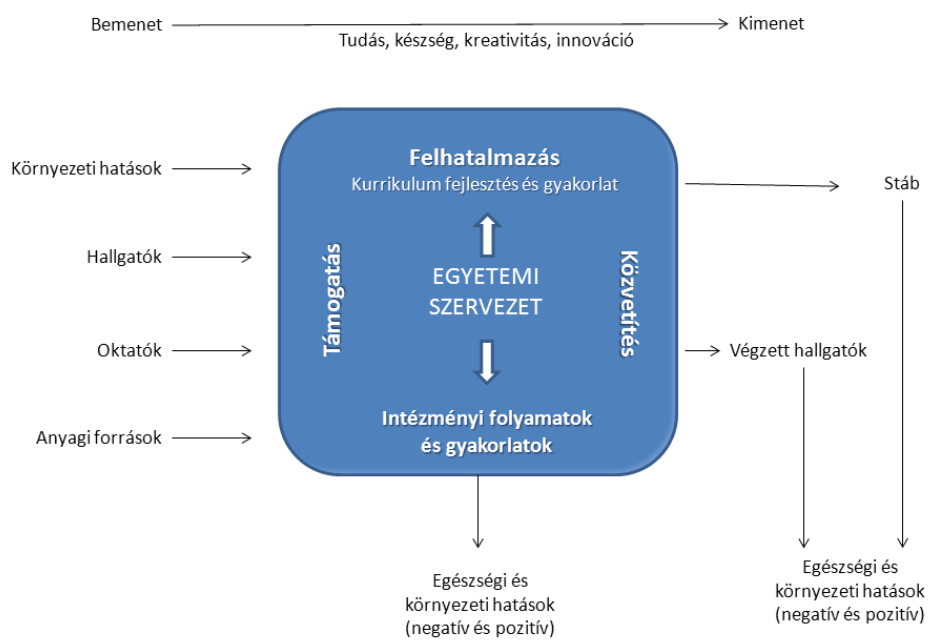 Bemenet
Kimenet
Tudás, készség, kreativitás, innováció
Környezeti hatások
Hallgatók
Oktatók
Anyagi források
Felhatalmazás
Kurrikulum fejlesztés és gyakorlat
Támogatás
EGYETEMI
SZERVEZET
Közvetítés
Intézményi folyamatok
és gyakorlatok
Stáb
Végzett hallgatók
Egészségi és
környezeti hatások
(negatív és pozitív)
Egészségi és
környezeti hatások
(negatív és pozitív)